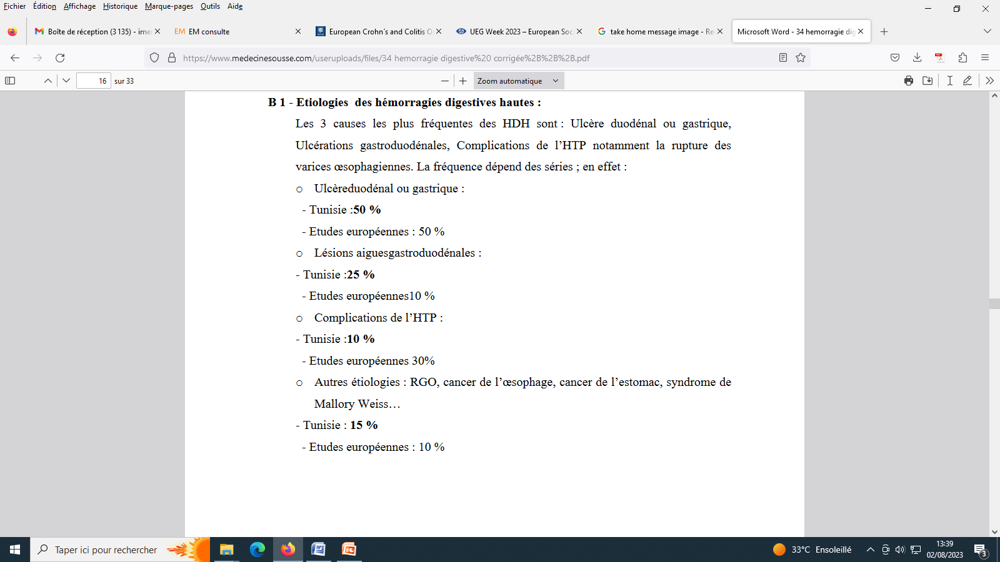 Fichier Édition Affichage Historique Marque-pages Outils Aide
Boîte de réception (3 135) - ime
EM EM consulte
European Crohn´s and Colitis O
UEG Week 2023 – European Soc
take home message image - Re
Microsoft Word - 34 hemorragie dig
https://www.medecinesousse.com/useruploads/files/34 hemorragie digestive%20 corrigée%2B%2B%2B.pdf
16 sur 33
Zoom automatique
B 1 - Etiologies des hémorragies digestives hautes :
Les 3 causes les plus fréquentes des HDH sont : Ulcère duodénal ou gastrique,
Ulcérations gastroduodénales, Complications de l’HTP notamment la rupture des
varices œsophagiennes. La fréquence dépend des séries ; en effet :
o Ulcèreduodénal ou gastrique :
- Tunisie :50 %
- Etudes européennes : 50 %
o Lésions aiguesgastroduodénales :
- Tunisie :25 %
- Etudes européennes10 %
o Complications de l’HTP :
- Tunisie :10 %
- Etudes européennes 30%
o Autres étiologies : RGO, cancer de l’œsophage, cancer de l’estomac, syndrome de
Mallory Weiss…
- Tunisie : 15 %
- Etudes européennes : 10 %
Taper ici pour rechercher
33°C Ensoleillé
13:39
02/08/2023
3